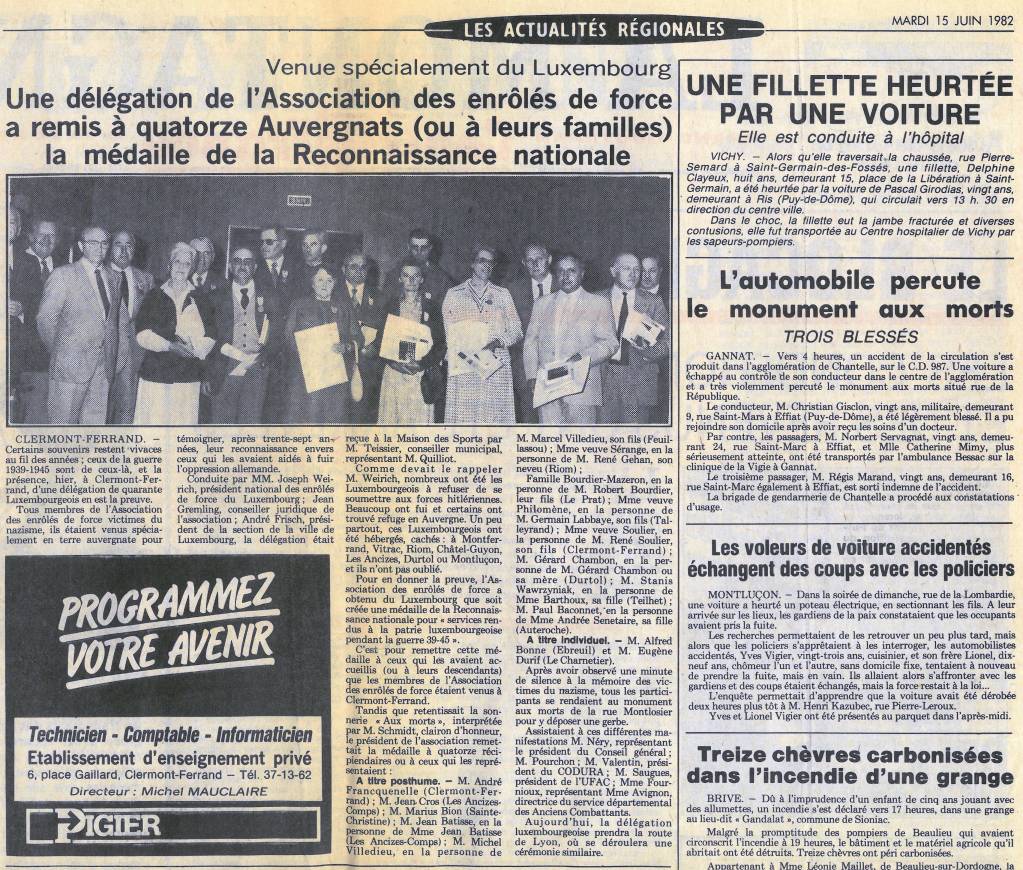 LES ACTUALITÉS RÉGIONALES
MARDI 15 JUIN 1982
Venue spécialement du Luxembourg
Une délégation de l'Association des enrôlés de force
a remis à quatorze Auvergnats (ou à leurs familles)
la médaille de la Reconnaissance nationale
CLERMONT-FERRAND. –
Certains souvenirs restent vivaces
au fil des années ; ceux de la guerre
1939-1945 sont de ceux-là, et la
présence, hier, à Clermont-Fer-
rand, d'une délégation de quarante
Luxembourgeois en est la preuve.
Tous membres de l'Association
des enrôlés de force victimes du
nazisme, ils étaient venus spécia-
lement en terre auvergnate pour
témoigner, après trente-sept an-
nées, leur reconnaissance envers
ceux qui les avaient aidés à fuir
l'oppression allemande.
Conduite par MM. Joseph Wei-
rich, président national des enrôlés
de force du Luxembourg ; Jean
Gremling, conseiller juridique de
l'association ; André Frisch, prési-
dent de la section de la ville de
Luxembourg, la délégation était
reçue à la Maison des Sports par
M. Teissier, conseiller municipal,
représentant M. Quilliot.
Comme devait le rappeler
M. Weirich, nombreux ont été les
Luxembourgeois à refuser de se
soumettre aux forces hitlériennes.
Beaucoup ont fui et certains ont
trouvé refuge en Auvergne. Un peu
partout, ces Luxembourgeois ont
été hébergés, cachés : à Montfer-
rand, Vitrac, Riom, Châtel-Guyon,
Les Ancizes, Durtol ou Montluçon,
et ils n'ont pas oublié.
Pour en donner la preuve, l'As-
sociation des enrôlés de force a
obtenu du Luxembourg que soit
créée une médaille de la Reconnais-
sance nationale pour « services ren-
dus à la patrie luxembourgeoise
pendant la guerre 39-45 ».
C'est pour remettre cette mé-
daille à ceux qui les avaient ac-
cueillis (ou à leurs descendants)
que les membres de l'Association
des enrôlés de force étaient venus à
Clermont-Ferrand.
Tandis que retentissait la son-
nerie « Aux morts », interprétée
par M. Schmidt, clairon d'honneur,
le président de l'association remet-
tait la médaille à quatorze réci-
piendaires ou à ceux qui les repré-
sentaient :
A titre posthume. – M. André
Francquenelle (Clermont-Fer-
rand) ; M. Jean Cros (Les Ancizes-
Comps) ; M. Marius Bion (Sainte-
Christine) ; M. Jean Batisse, en la
personne de Mme Jean Batisse
(Les Ancizes-Comps) ; M. Michel
Villedieu, en la personne de
M. Marcel Villedieu, son fils (Feuil-
lassou) ; Mme veuve Sérange, en la
personne de M. René Gehan, son
neveu (Riom) ;
Famille Bourdier-Mazeron, en la
personne de M. Robert Bourdier,
leur fils (Le Prat) ; Mme veuve
Philomène, en la personne de
M. Germain Labbaye, son fils (Tal-
leyrand) ; Mme veuve Soulier, en la
personne de M. René Soulier,
son fils (Clermont-Ferrand) ;
M. Gérard Chambon, en la per-
sonne de M. Gérard Chambon ou
sa mère (Durtol) ; M. Stanis
Wawrzyniak, en la personne de
Mme Barthoux, sa fille (Teilhet) ;
M. Paul Baconnet, en la personne
de Mme Andrée Senetaire, sa fille
(Auteroche).
A titre individuel. – M. Alfred
Bonne (Ebreuil) et M. Eugène
Durif (Le Charnetier).
Après avoir observé une minute
de silence à la mémoire des vic-
times du nazisme, tous les partici-
pants se rendaient au monument
aux morts de la rue Montlosier
pour y déposer une gerbe.
Assistaient à ces différentes ma-
nifestations M. Néry, représentant
le président du Conseil général ;
M. Pourchon ; M. Valentin, prési-
dent du CODURA ; M. Saugues,
président de l'UFAC ; Mme Four-
nioux, représentant Mme Avignon,
directrice du service départemental
des Anciens Combattants.
Aujourd'hui, la délégation
luxembourgeoise prendra la route
de Lyon, où se déroulera une
cérémonie similaire.
PROGRAMMEZ
VOTRE AVENIR
Technicien - Comptable - Informaticien
Etablissement d'enseignement privé
6, place Gaillard, Clermont-Ferrand – Tél. 37-13-62
Directeur : Michel MAUCLAIRE
PIGIER
UNE FILLETTE HEURTÉE
PAR UNE VOITURE
Elle est conduite à l'hôpital
VICHY. – Alors qu'elle traversait la chaussée, rue Pierre-
Semard à Saint-Germain-des-Fossés, une fillette, Delphine
Clayeux, huit ans, demeurant 15, place de la Libération à Saint-
Germain, a été heurtée par la voiture de Pascal Girodias, vingt ans,
demeurant à Ris (Puy-de-Dôme), qui circulait vers 13 h. 30 en
direction du centre ville.
Dans le choc, la fillette eut la jambe fracturée et diverses
contusions, elle fut transportée au Centre hospitalier de Vichy par
les sapeurs-pompiers.
L'automobile percute
le monument aux morts
TROIS BLESSÉS
GANNAT. – Vers 4 heures, un accident de la circulation s'est
produit dans l'agglomération de Chantelle, sur le C.D. 987. Une voiture a
échappé au contrôle de son conducteur dans le centre de l'agglomération
et a très violemment percuté le monument aux morts situé rue de la
République.
Le conducteur, M. Christian Gisclon, vingt ans, militaire, demeurant
9, rue Saint-Mars à Effiat (Puy-de-Dôme), a été légèrement blessé. Il a pu
rejoindre son domicile après avoir reçu les soins d'un docteur.
Par contre, les passagers, M. Norbert Servagnat, vingt ans, demeu-
rant 24, rue Saint-Marc à Effiat, et Mlle Catherine Mimy, plus
sérieusement atteinte, ont été transportés par l'ambulance Bessac sur la
clinique de la Vigie à Gannat.
Le troisième passager, M. Régis Marand, vingt ans, demeurant 16,
rue Saint-Marc également à Effiat, est sorti indemne de l'accident.
La brigade de gendarmerie de Chantelle a procédé aux constatations
d'usage.
Les voleurs de voiture accidentés
échangent des coups avec les policiers
MONTLUÇON. – Dans la soirée de dimanche, rue de la Lombardie,
une voiture a heurté un poteau électrique, en sectionnant les fils. A leur
arrivée sur les lieux, les gardiens de la paix constataient que les occupants
avaient pris la fuite.
Les recherches permettaient de les retrouver un peu plus tard, mais
alors que les policiers s'apprêtaient à les interroger, les automobilistes
accidentés, Yves Vigier, vingt-trois ans, cuisinier, et son frère Lionel, dix-
neuf ans, chômeur l'un et l'autre, sans domicile fixe, tentaient à nouveau
de prendre la fuite, mais en vain. Ils allaient alors s'affronter avec les
gardiens et des coups étaient échangés, mais la force restait à la loi...
L'enquête permettait d'apprendre que la voiture avait été dérobée
deux heures plus tôt à M. Henri Kazubec, rue Pierre-Leroux.
Yves et Lionel Vigier ont été présentés au parquet dans l'après-midi.
Treize chèvres carbonisées
dans l'incendie d'une grange
BRIVE. – Dû à l'imprudence d'un enfant de cinq ans jouant avec
des allumettes, un incendie s'est déclaré vers 17 heures, dans une grange
au lieu-dit « Gandalat », commune de Sioniac.
Malgré la promptitude des pompiers de Beaulieu qui avaient
circonscrit l'incendie à 19 heures, le bâtiment et le matériel agricole qu'il
abritait ont été détruits. Treize chèvres ont péri carbonisées.
Appartenant à Mme Léonie Maillet, de Beaulieu-sur-Dordogne, la